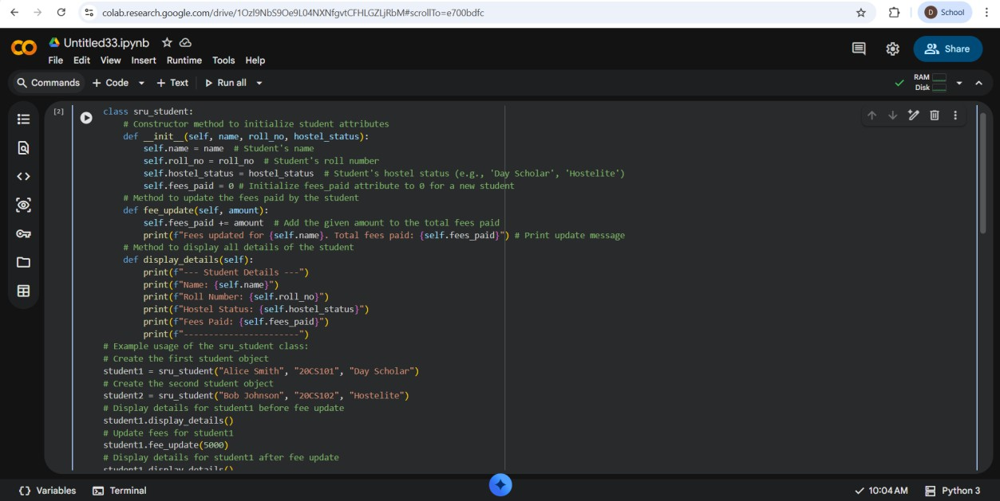 colab.research.google.com/drive/1Ozl9NbS9Oe9L04NXNfgvtCFHLGZLjRbM#scrollTo=e700bdfc
D School
CO Untitled33.ipynb
File Edit View Insert Runtime Tools Help
Share
Commands + Code + Text Run all
RAM
Disk
[2]
class sru_student:
    # Constructor method to initialize student attributes
    def __init__(self, name, roll_no, hostel_status):
        self.name = name  # Student's name
        self.roll_no = roll_no  # Student's roll number
        self.hostel_status = hostel_status  # Student's hostel status (e.g., 'Day Scholar', 'Hostelite')
        self.fees_paid = 0 # Initialize fees_paid attribute to 0 for a new student
    # Method to update the fees paid by the student
    def fee_update(self, amount):
        self.fees_paid += amount  # Add the given amount to the total fees paid
        print(f"Fees updated for {self.name}. Total fees paid: {self.fees_paid}") # Print update message
    # Method to display all details of the student
    def display_details(self):
        print(f"--- Student Details ---")
        print(f"Name: {self.name}")
        print(f"Roll Number: {self.roll_no}")
        print(f"Hostel Status: {self.hostel_status}")
        print(f"Fees Paid: {self.fees_paid}")
        print(f"-----------------------")
# Example usage of the sru_student class:
# Create the first student object
student1 = sru_student("Alice Smith", "20CS101", "Day Scholar")
# Create the second student object
student2 = sru_student("Bob Johnson", "20CS102", "Hostelite")
# Display details for student1 before fee update
student1.display_details()
# Update fees for student1
student1.fee_update(5000)
# Display details for student1 after fee update
student1.display_details()
{} Variables Terminal
10:04 AM Python 3